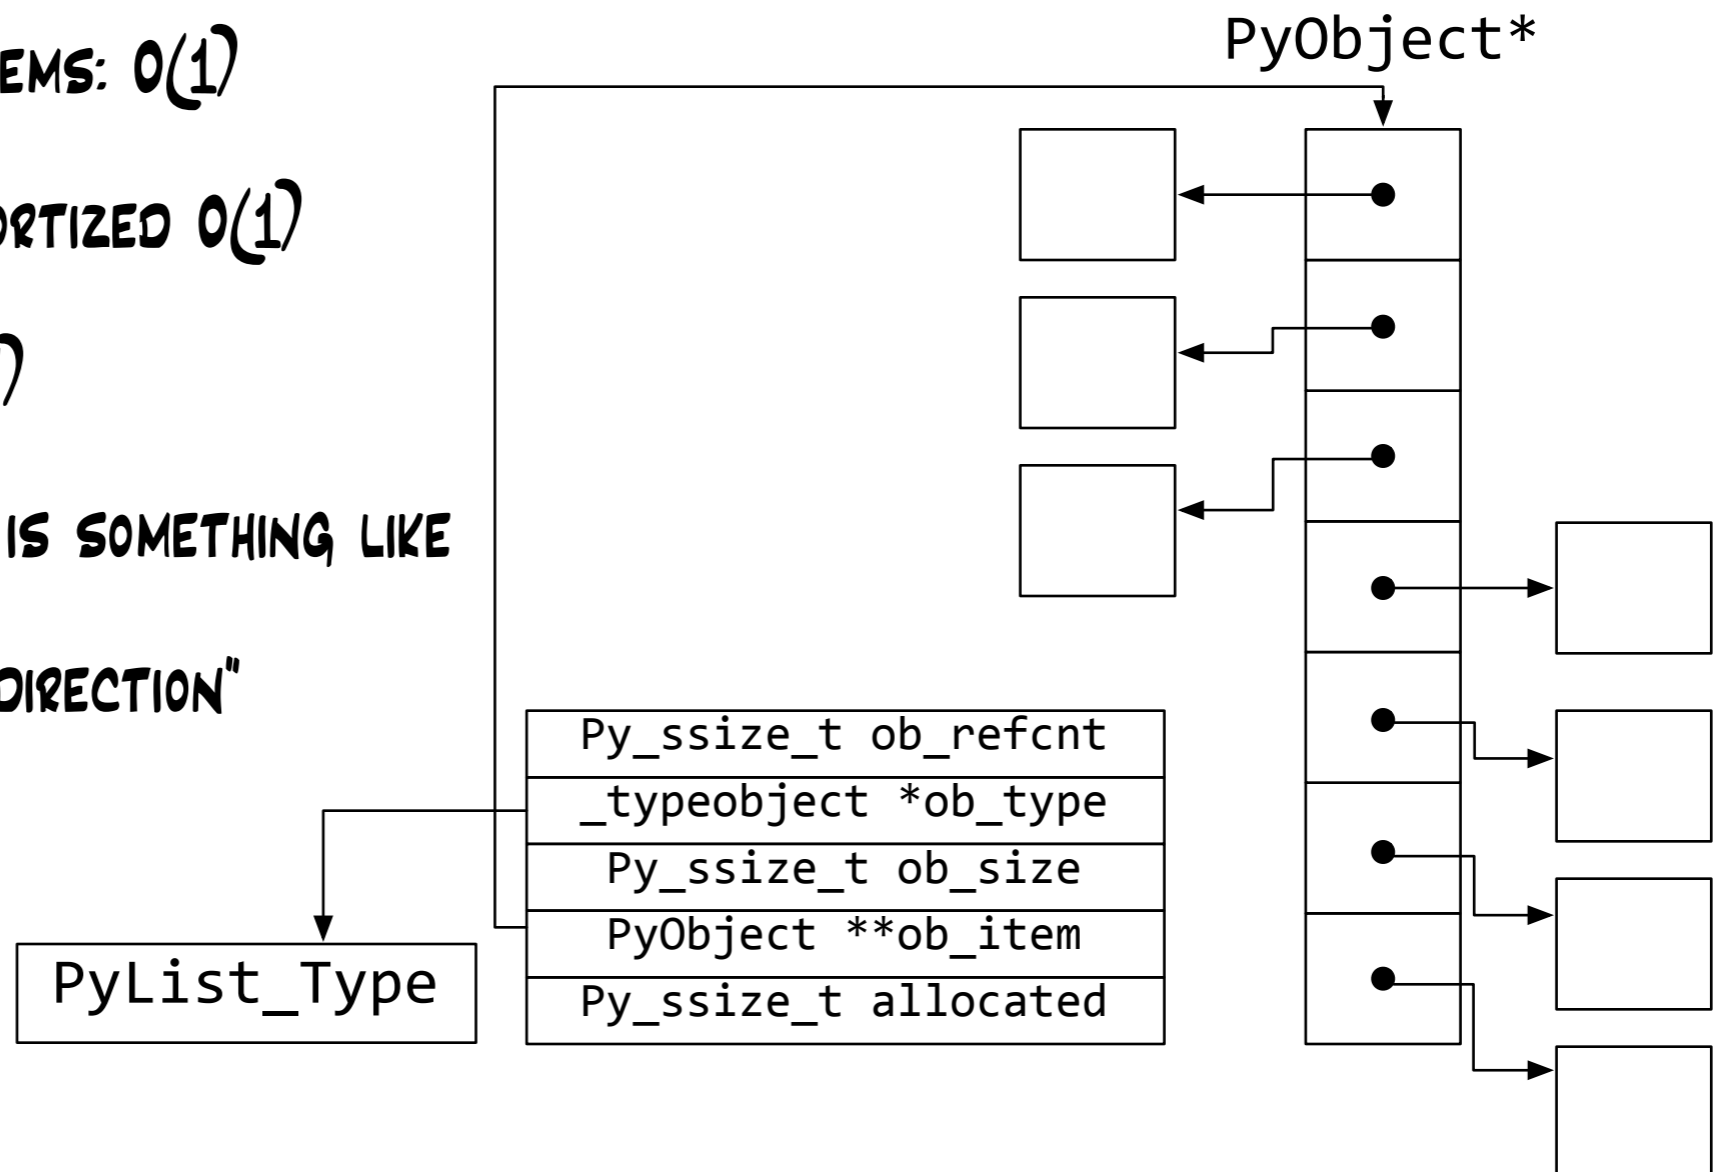 EMS: O(1)
ORTIZED O(1)
)
IS SOMETHING LIKE
DIRECTION"
PyObject*
Py_ssize_t ob_refcnt
_typeobject *ob_type
Py_ssize_t ob_size
PyObject **ob_item
Py_ssize_t allocated
PyList_Type